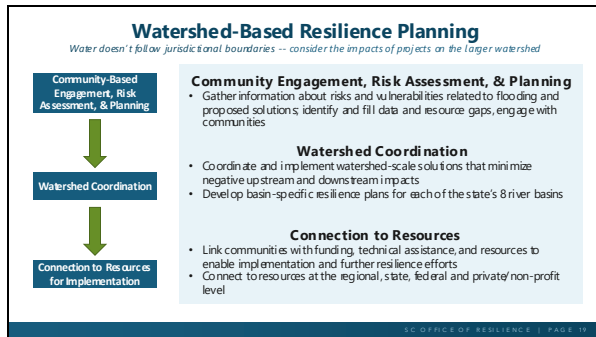 Watershed-Based Resilience Planning
Water doesn't follow jurisdictional boundaries -- consider the impacts of projects on the larger watershed
Community-Based
Engagement, Risk
Assessment, & Planning
Watershed Coordination
Connection to Resources
for Implementation
Community Engagement, Risk Assessment, & Planning
• Gather information about risks and vulnerabilities related to flooding and
proposed solutions; identify and fill data and resource gaps, engage with
communities
Watershed Coordination
• Coordinate and implement watershed-scale solutions that minimize
negative upstream and downstream impacts
• Develop basin-specific resilience plans for each of the state's 8 river basins
Connection to Resources
• Link communities with funding, technical assistance, and resources to
enable implementation and further resilience efforts
• Connect to resources at the regional, state, federal and private/non-profit
level
SC OFFICE OF RESILIENCE | PAGE 19